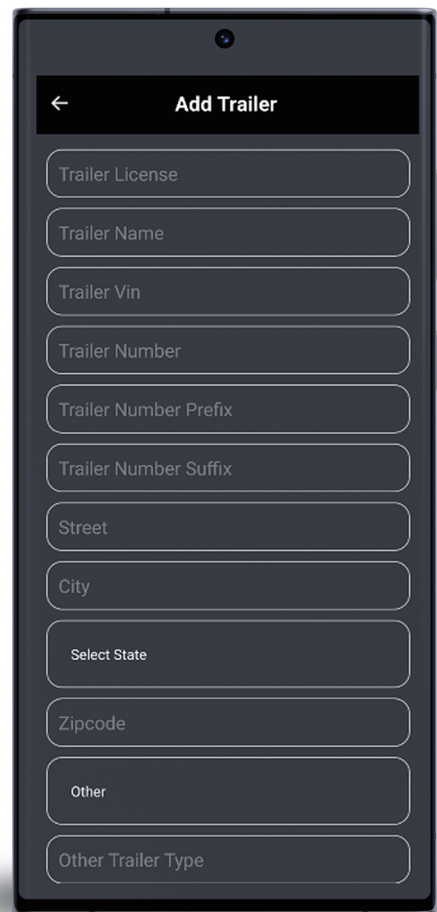 Add Trailer
Trailer License
Trailer Name
Trailer Vin
Trailer Number
Trailer Number Prefix
Trailer Number Suffix
Street
City
Select State
Zipcode
Other
Other Trailer Type